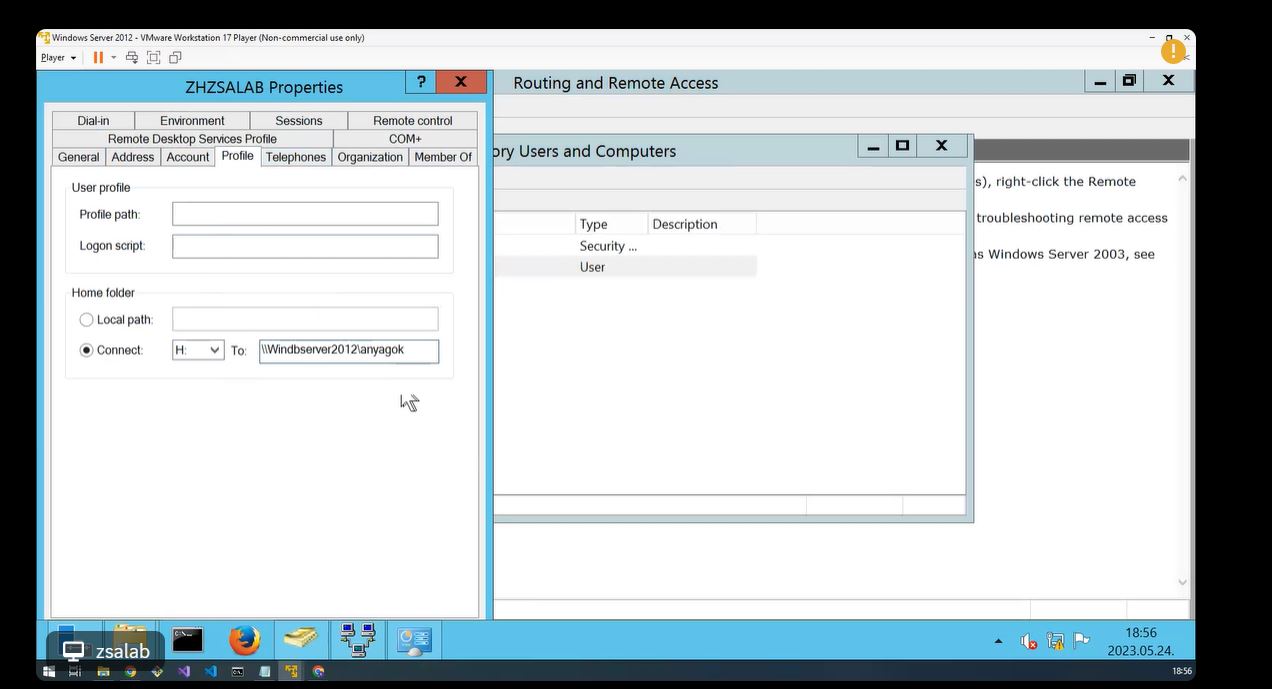 Windows Server 2012 - VMware Workstation 17 Player (Non-commercial use only)
Player
ZHZSALAB Properties
?
Routing and Remote Access
Dial-in Environment Sessions Remote control
Remote Desktop Services Profile COM+
General Address Account Profile Telephones Organization Member Of
User profile
Profile path:
Logon script:
Home folder
Local path:
Connect: H: To: \\Windbserver2012\anyagok
ory Users and Computers
Type Description
Security ...
User
s), right-click the Remote
troubleshooting remote access
s Windows Server 2003, see
zsalab
18:56
2023.05.24.
18:56